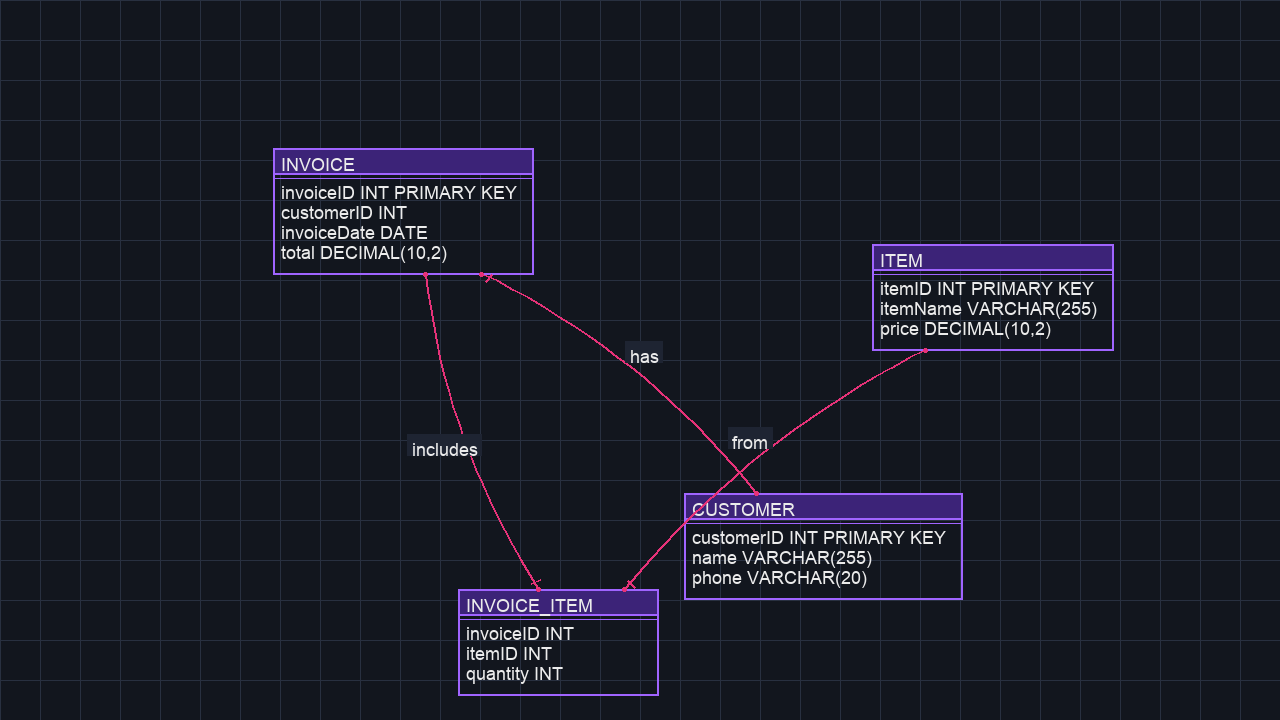 INVOICE
invoiceID INT PRIMARY KEY
customerID INT
invoiceDate DATE
total DECIMAL(10,2)
ITEM
itemID INT PRIMARY KEY
itemName VARCHAR(255)
price DECIMAL(10,2)
has
from
includes
CUSTOMER
customerID INT PRIMARY KEY
name VARCHAR(255)
phone VARCHAR(20)
INVOICE_ITEM
invoiceID INT
itemID INT
quantity INT